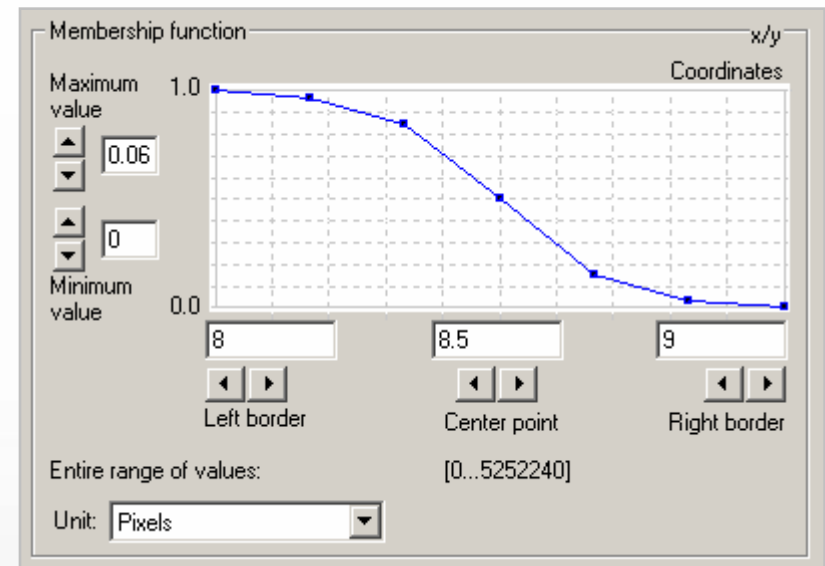 Membership function
x/y
Coordinates
Maximum
value
1.0
0.06
0
Minimum
value
0.0
8
8.5
9
Left border
Center point
Right border
Entire range of values:
[0...5252240]
Unit:
Pixels